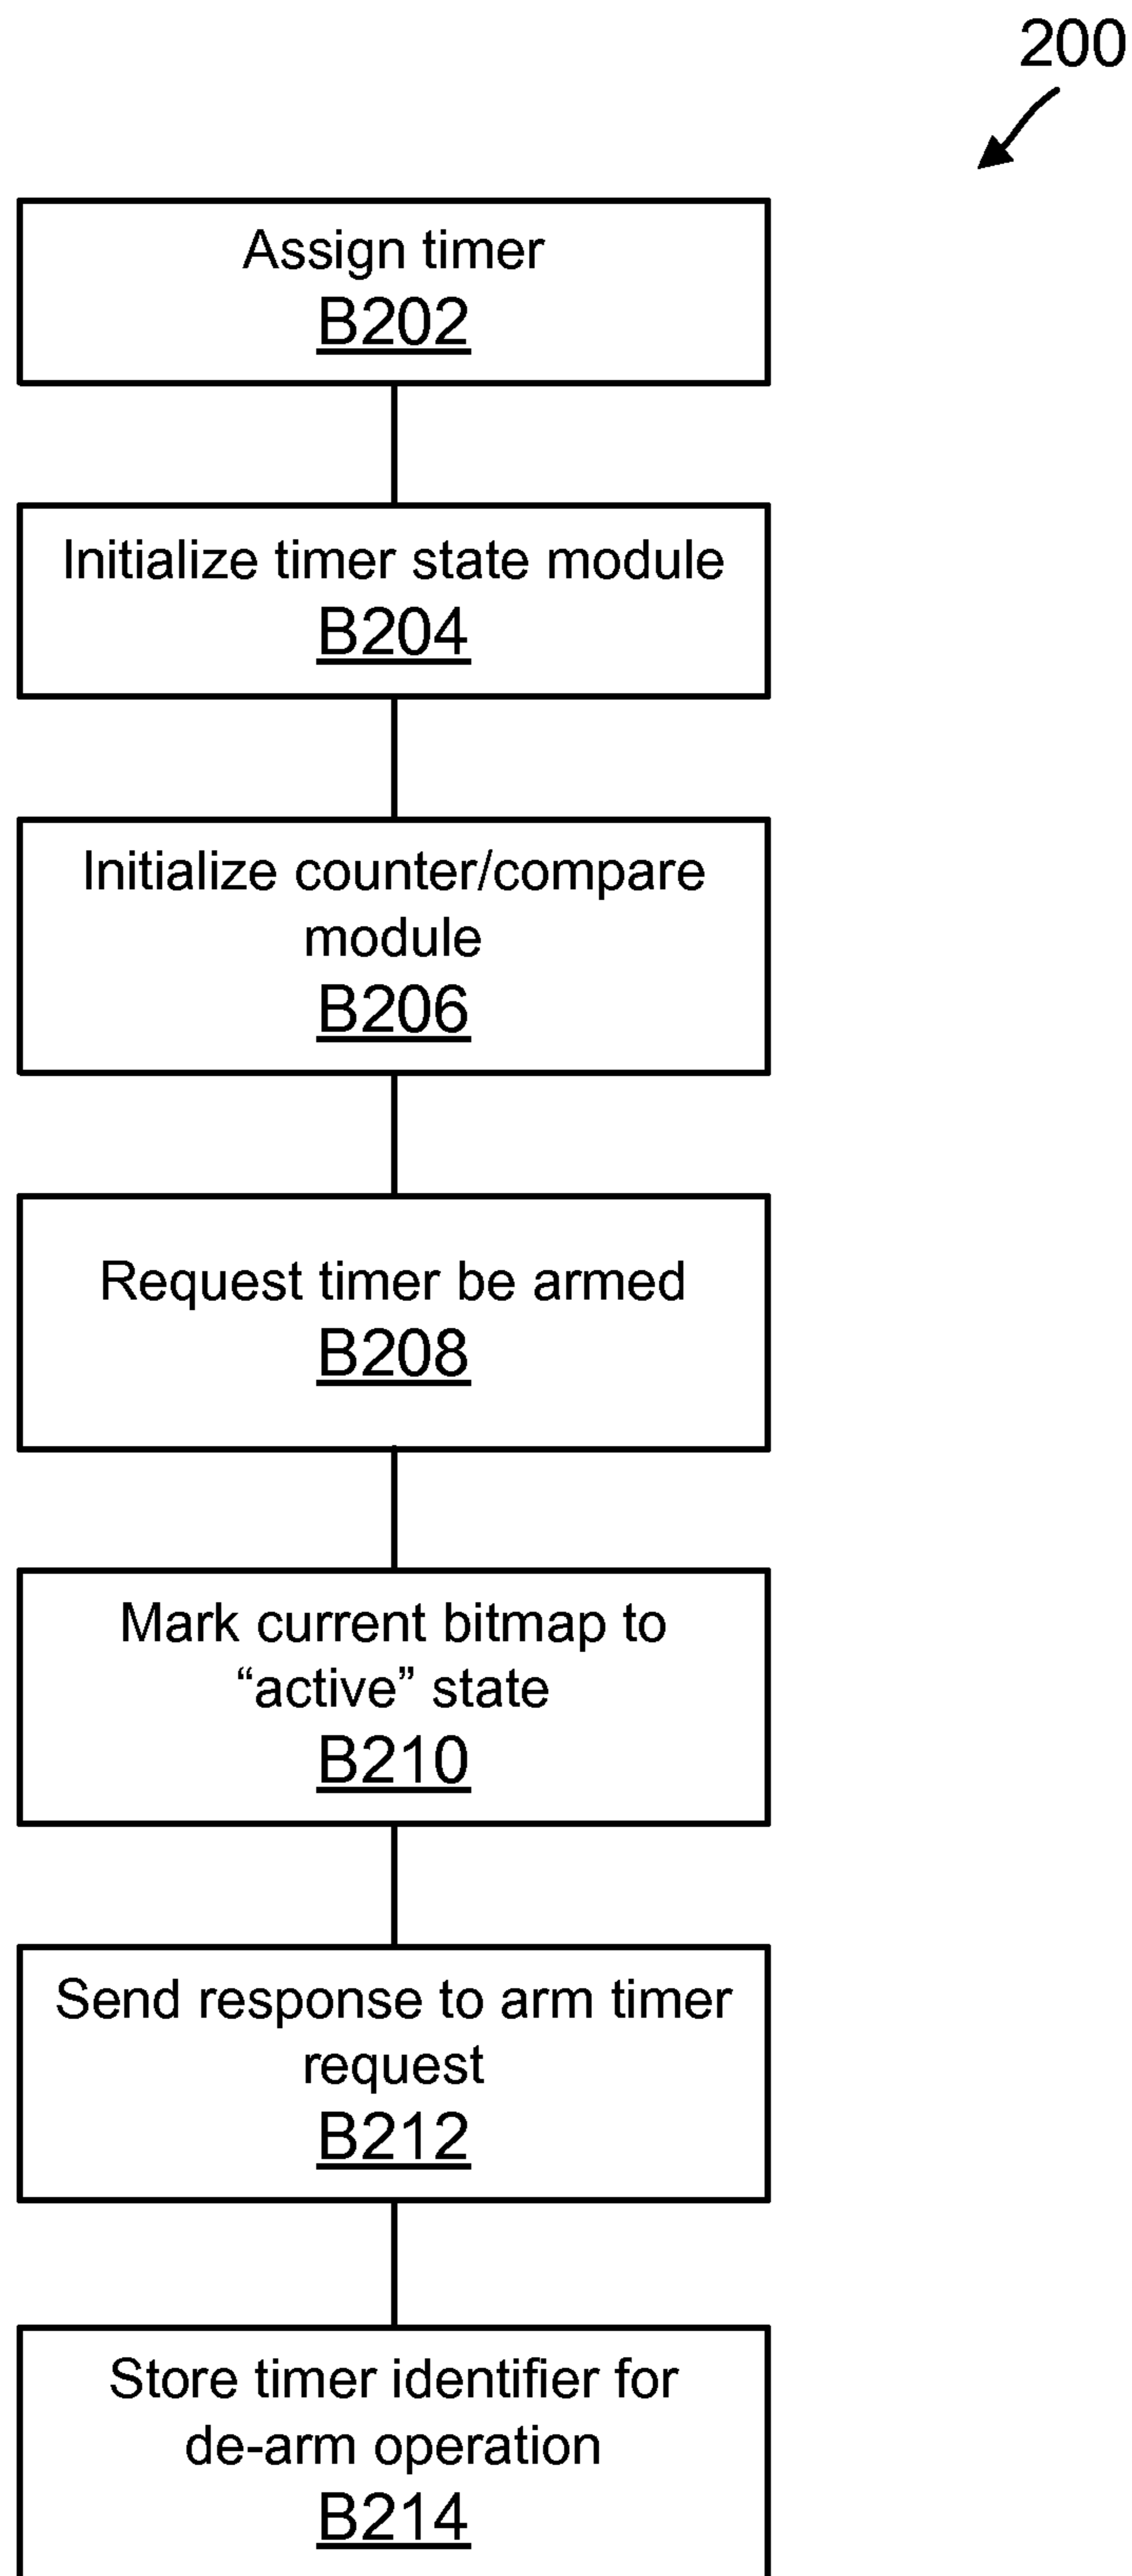 200
Assign timer
B202
Initialize timer state module
B204
Initialize counter/compare
module
B206
Request timer be armed
B208
Mark current bitmap to
“active” state
B210
Send response to arm timer
request
B212
Store timer identifier for
de-arm operation
B214